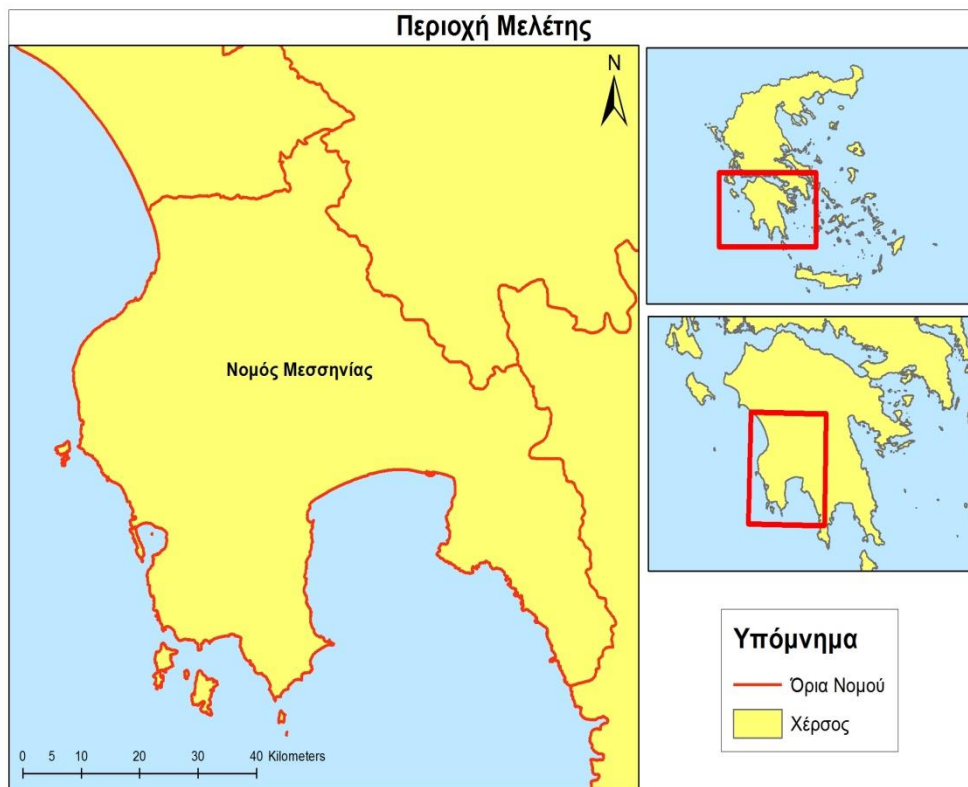 Περιοχή Μελέτης
N
Νομός Μεσσηνίας
0 5 10 20 30 40 Kilometers
Υπόμνημα
Όρια Νομού
Χέρσος